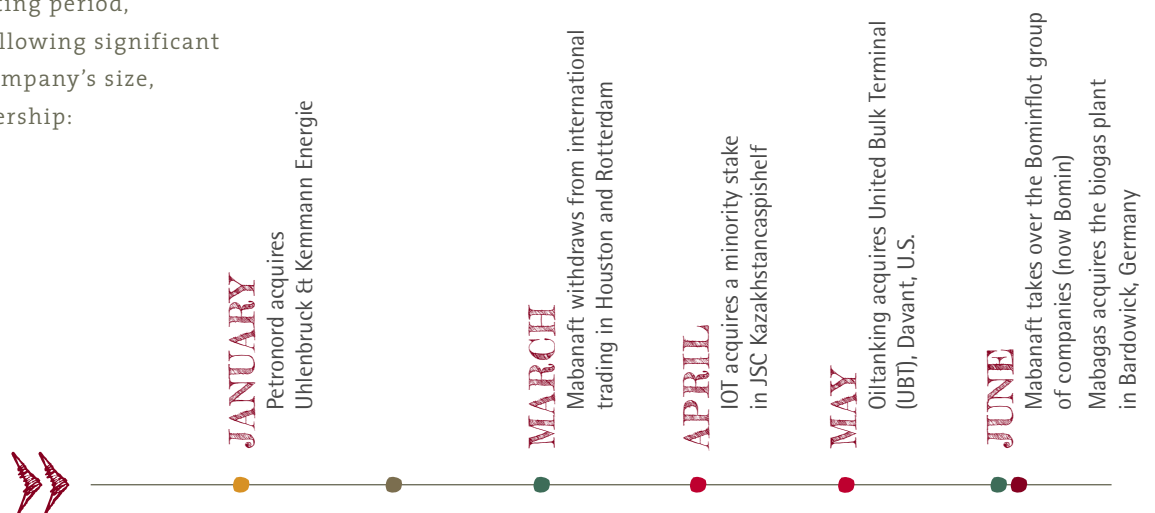 ting period,
llowing significant
mpany's size,
ership:
JANUARY
Petronord acquires
Uhlenbruck & Kemmann Energie
MARCH
Mabanaft withdraws from international
trading in Houston and Rotterdam
APRIL
IOT acquires a minority stake
in JSC Kazakhstancaspishelf
MAY
Oiltanking acquires United Bulk Terminal
(UBT), Davant, U.S.
JUNE
Mabanaft takes over the Bominflot group
of companies (now Bomin)
Mabagas acquires the biogas plant
in Bardowick, Germany